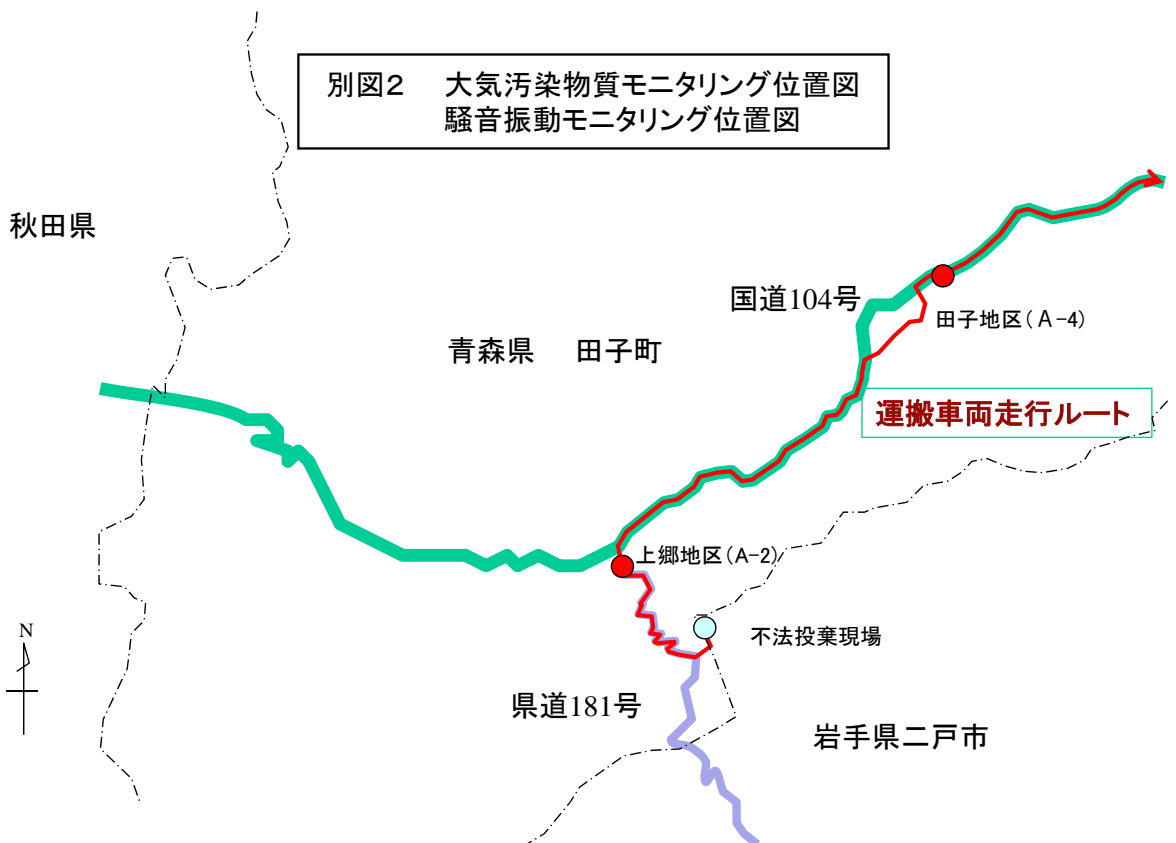 別図2 大気汚染物質モニタリング位置図
騒音振動モニタリング位置図
秋田県
国道104号
田子地区(A-4)
青森県 田子町
運搬車両走行ルート
上郷地区(A-2)
N
不法投棄現場
県道181号
岩手県二戸市